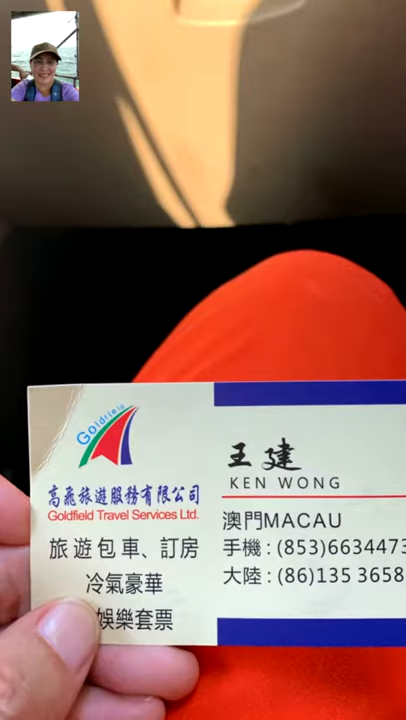 Goldfield
高飛旅遊服務有限公司
Goldfield Travel Services Ltd.
旅遊包車、訂房
冷氣豪華
娛樂套票
王建
KEN WONG
澳門MACAU
手機 : (853)6634473
大陸 : (86)135 3658